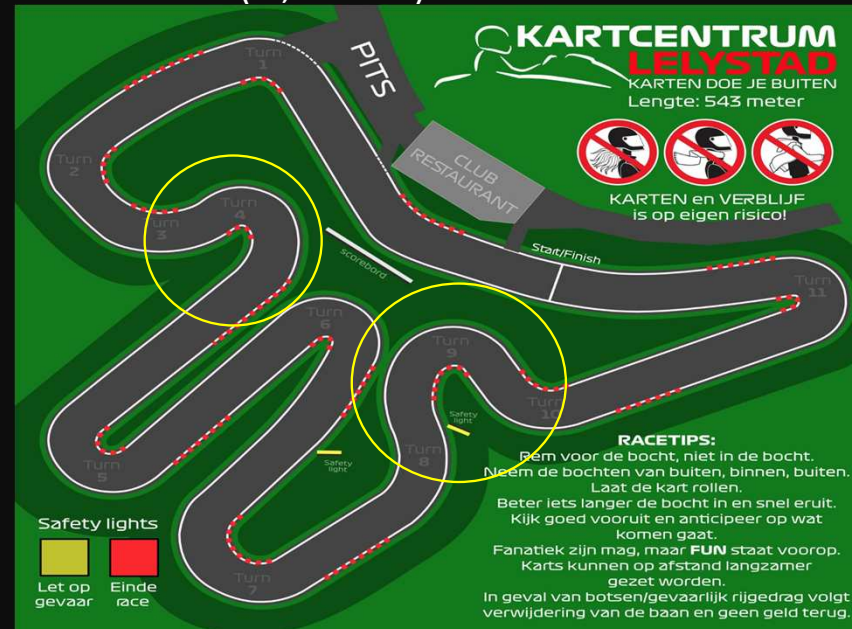 KARTCENTRUM
LELYSTAD
KARTEN DOE JE BUITEN
Lengte: 543 meter
KARTEN en VERBLIJF
is op eigen risico!
PITS
CLUB
RESTAURANT
Start/Finish
scorebord
Turn
1
Turn
2
Turn
3
Turn
4
Turn
5
Turn
6
Turn
7
Turn
8
Turn
9
Turn
10
Turn
11
Safety
light
Safety
light
Safety lights
Let op
gevaar
Einde
race
RACETIPS:
Rem voor de bocht, niet in de bocht.
Neem de bochten van buiten, binnen, buiten.
Laat de kart rollen.
Beter iets langer de bocht in en snel eruit.
Kijk goed vooruit en anticipeer op wat
komen gaat.
Fanatiek zijn mag, maar FUN staat voorop.
Karts kunnen op afstand langzamer
gezet worden.
In geval van botsen/gevaarlijk rijgedrag volgt
verwijdering van de baan en geen geld terug.